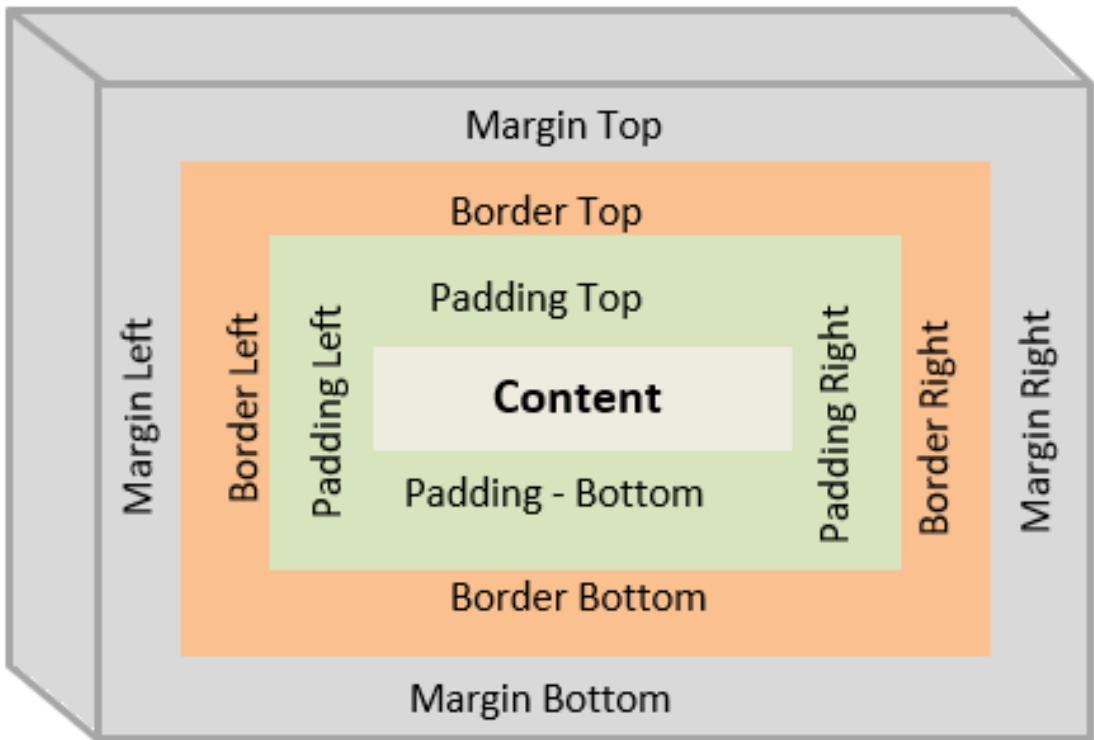 Margin Top
Border Top
Padding Top
Margin Left
Border Left
Padding Left
Content
Padding Right
Border Right
Margin Right
Padding - Bottom
Border Bottom
Margin Bottom